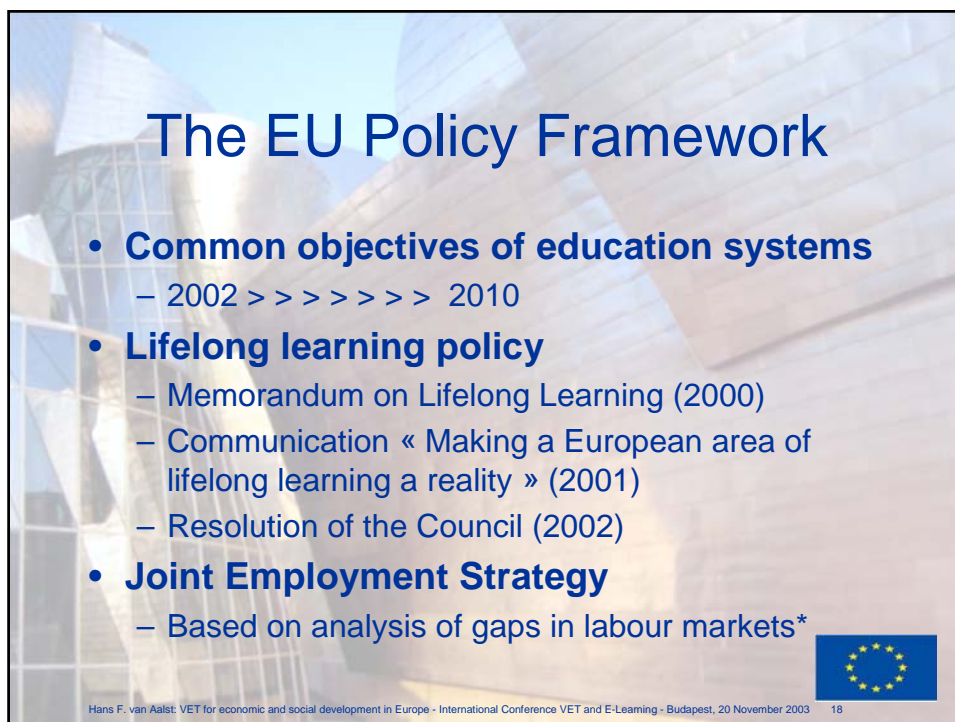 The EU Policy Framework
• Common objectives of education systems
– 2002 > > > > > > > 2010
• Lifelong learning policy
– Memorandum on Lifelong Learning (2000)
– Communication « Making a European area of
lifelong learning a reality » (2001)
– Resolution of the Council (2002)
• Joint Employment Strategy
– Based on analysis of gaps in labour markets*
Hans F. van Aalst: VET for economic and social development in Europe - International Conference VET and E-Learning - Budapest, 20 November 2003 18